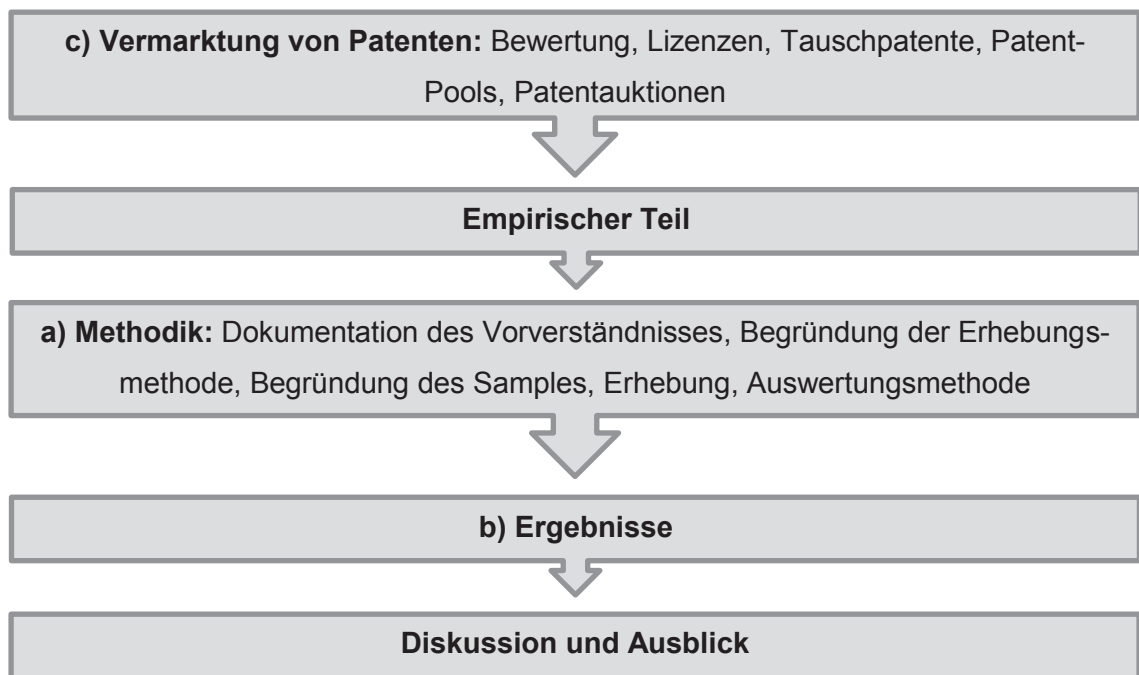 c) Vermarktung von Patenten: Bewertung, Lizenzen, Tauschpatente, Patent-
Pools, Patentauktionen
Empirischer Teil
a) Methodik: Dokumentation des Vorverständnisses, Begründung der Erhebungs-
methode, Begründung des Samples, Erhebung, Auswertungsmethode
b) Ergebnisse
Diskussion und Ausblick